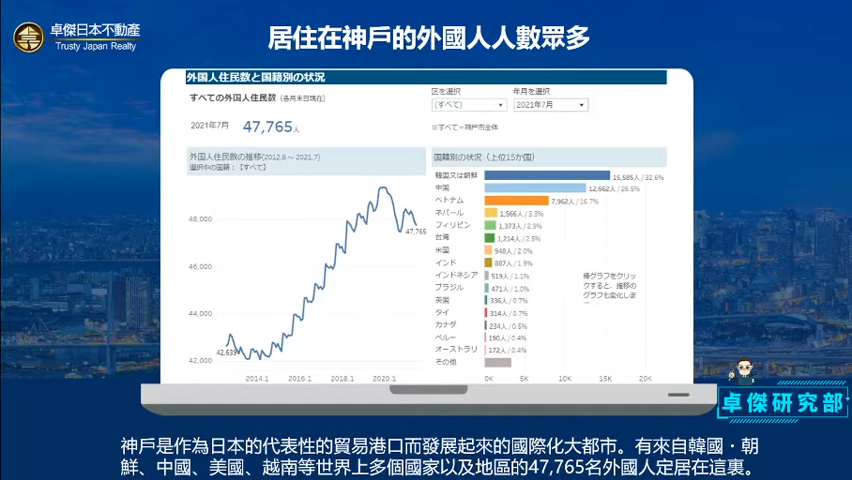 卓傑日本不動產
Trusty Japan Realty
居住在神戶的外國人人數眾多
外国人住民数と国籍別の状況
すべての外国人住民数（各月末日現在）
2021年7月 47,765人
区を選択
(すべて)
年月を選択
2021年7月
※すべて＝神戸市全体
外国人住民数の推移(2012.8～2021.7)
選択中の国籍：【すべて】
48,000
46,000
44,000
42,000
42,639
47,765
2014.1 2016.1 2018.1 2020.1
国籍別の状況（上位15か国）
韓国又は朝鮮 15,585人 / 32.6%
中国 12,662人 / 26.5%
ベトナム 7,962人 / 16.7%
ネパール 1,566人 / 3.3%
フィリピン 1,373人 / 2.9%
台湾 1,214人 / 2.5%
米国 948人 / 2.0%
インド 887人 / 1.9%
インドネシア 519人 / 1.1%
ブラジル 471人 / 1.0%
英国 336人 / 0.7%
タイ 314人 / 0.7%
カナダ 234人 / 0.5%
ペルー 190人 / 0.4%
オーストラリ 172人 / 0.4%
その他
0K 5K 10K 15K 20K
棒グラフをクリッ
クすると、推移の
グラフも変化しま
卓傑研究部
神戶是作為日本的代表性的貿易港口而發展起來的國際化大都市。有來自韓國・朝
鮮、中國、美國、越南等世界上多個國家以及地區的47,765名外國人定居在這裏。